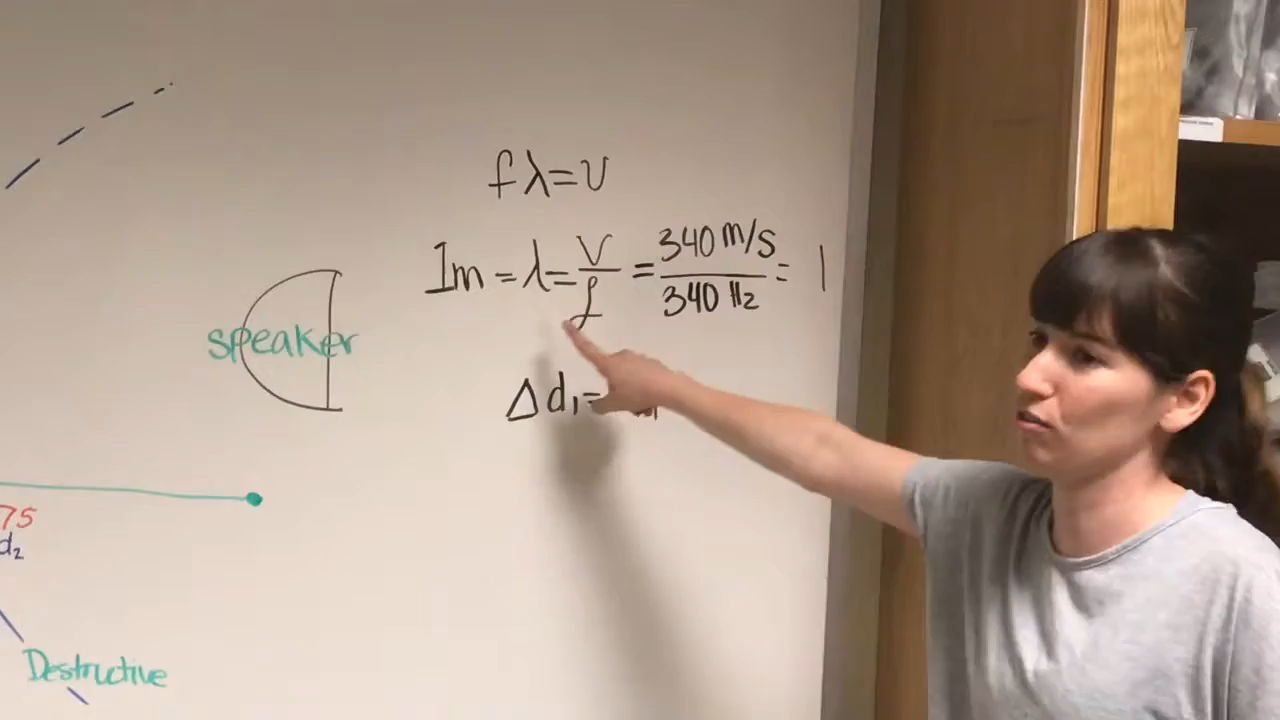 fλ=v
1m = λ = v/f = 340 m/s / 340 Hz = 1
speaker
Δd₁=
75
d₂
Destructive